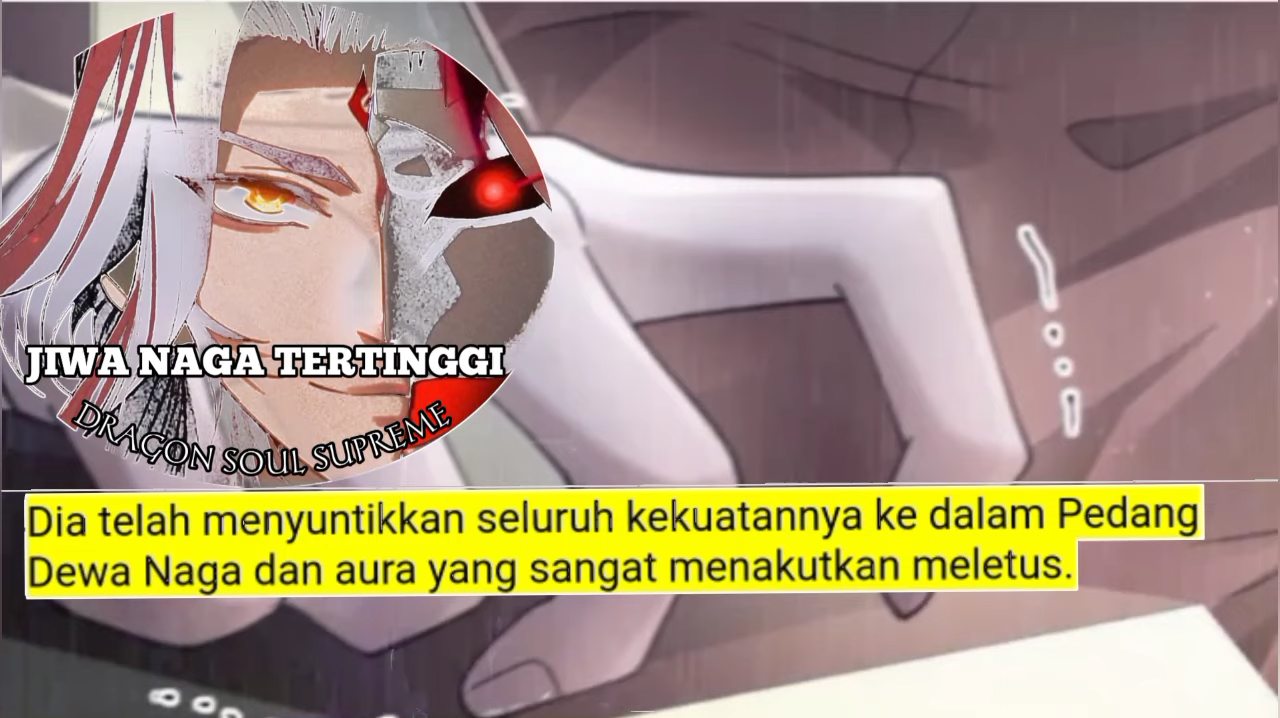 JIWA NAGA TERTINGGI
DRAGON SOUL SUPREME
Dia telah menyuntikkan seluruh kekuatannya ke dalam Pedang
Dewa Naga dan aura yang sangat menakutkan meletus.